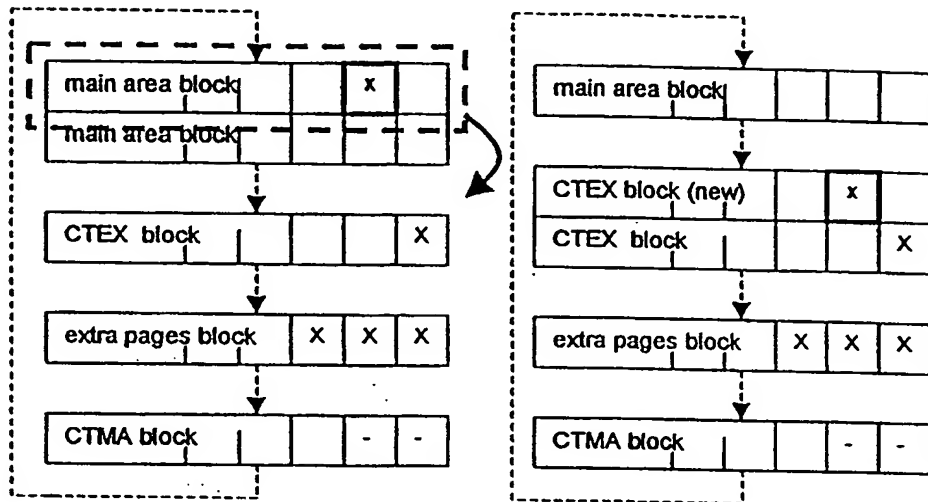 main area block x
main area block
CTEX block X
extra pages block X X X
CTMA block - -
main area block
CTEX block (new) x
CTEX block X
extra pages block X X X
CTMA block - -